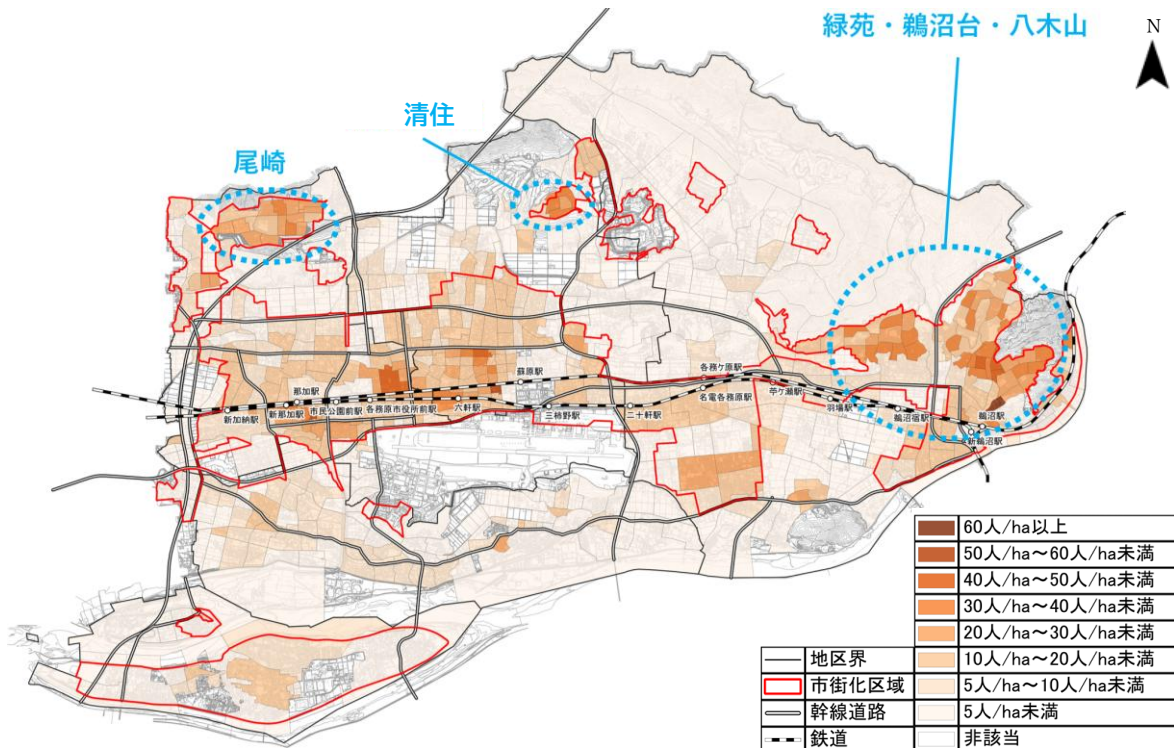 緑苑・鵜沼台・八木山
N
清住
尾崎
各務ケ原駅
蘇原駅
那加駅
苧ケ瀬駅
新加納駅
新那加駅
市民公園前駅
各務原市役所前駅
六軒駅
三柿野駅
二十軒駅
名電各務原駅
羽場駅
鵜沼宿駅
鵜沼駅
新鵜沼駅
60人/ha以上
50人/ha~60人/ha未満
40人/ha~50人/ha未満
30人/ha~40人/ha未満
20人/ha~30人/ha未満
地区界
10人/ha~20人/ha未満
市街化区域
5人/ha~10人/ha未満
幹線道路
5人/ha未満
鉄道
非該当